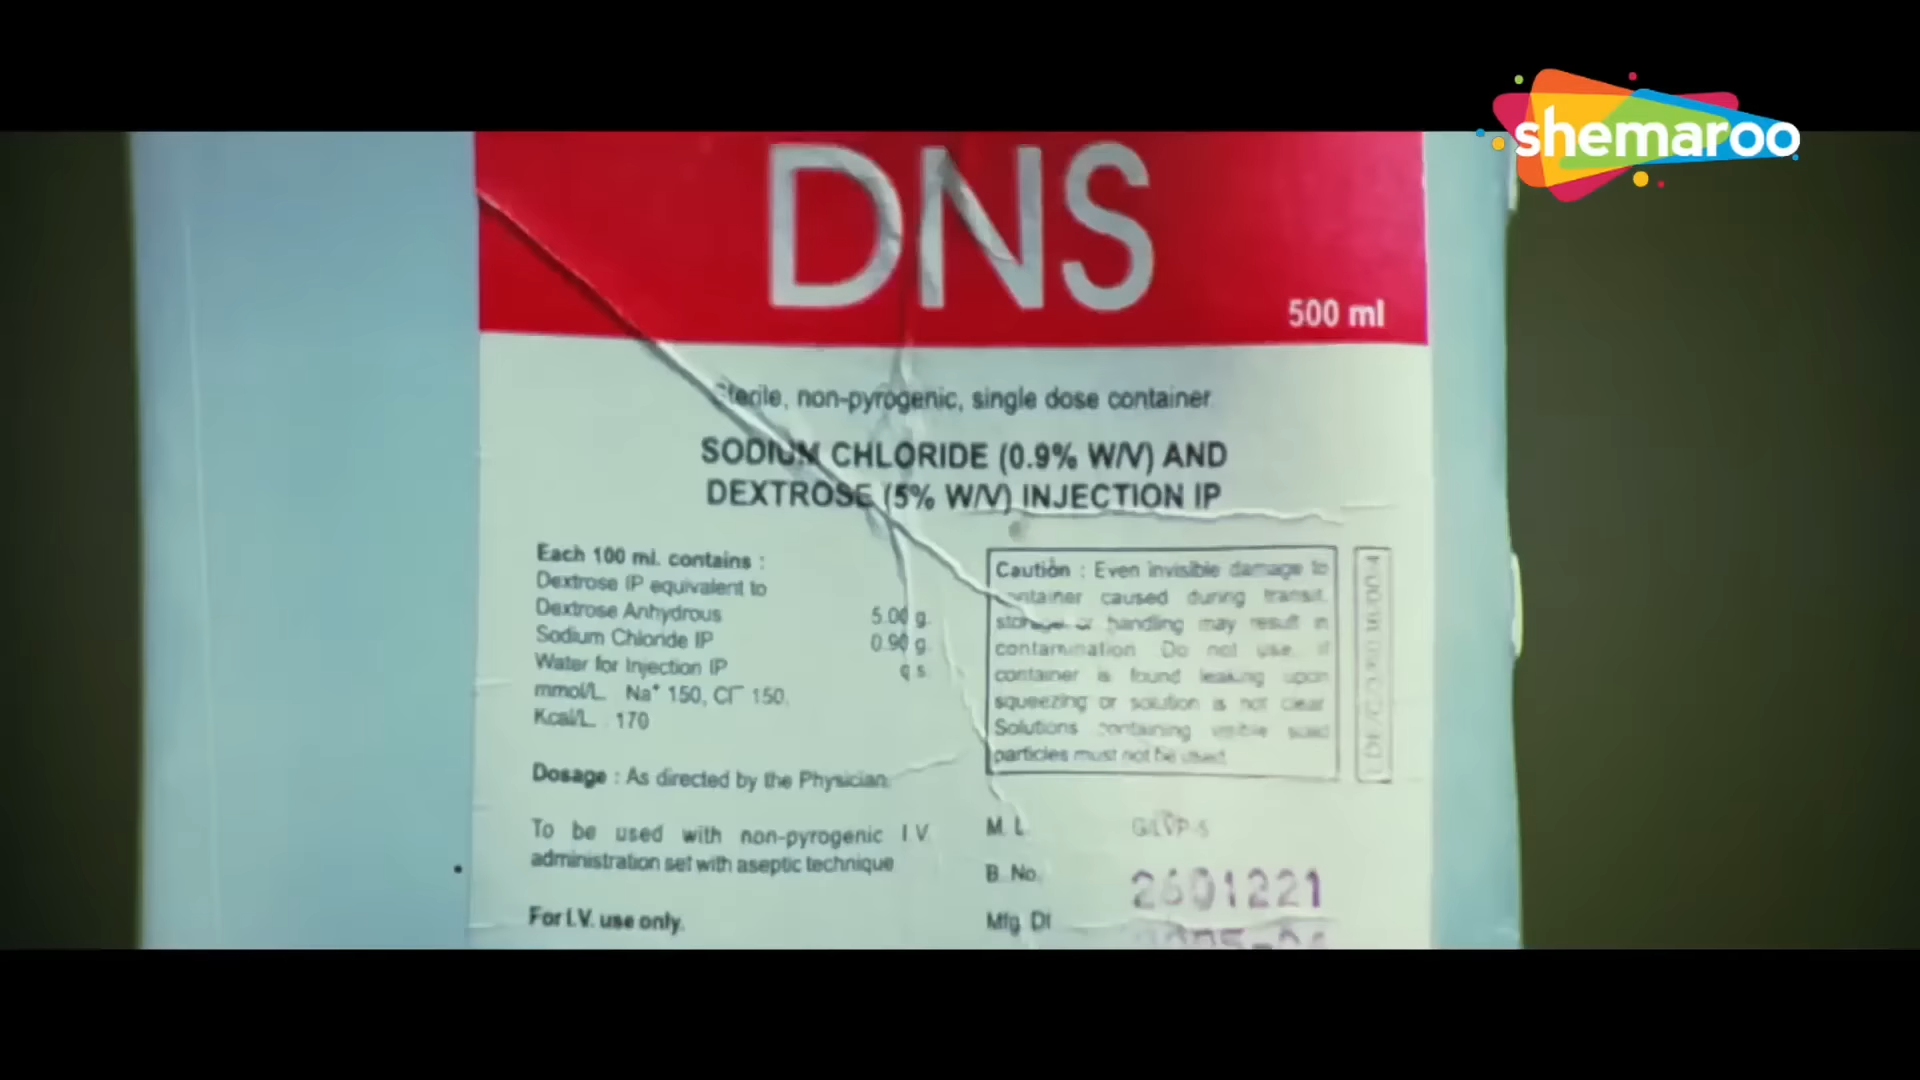 shemaroo
DNS
500 ml
Sterile, non-pyrogenic, single dose container
SODIUM CHLORIDE (0.9% W/V) AND
DEXTROSE (5% W/V) INJECTION IP
Each 100 ml. contains :
Dextrose IP equivalent to
Dextrose Anhydrous 5.00 g.
Sodium Chloride IP 0.90 g.
Water for Injection IP q.s.
mmol/L. Na⁺ 150, Cl⁻ 150,
Kcal/L. 170
Dosage : As directed by the Physician.
To be used with non-pyrogenic I.V.
administration set with aseptic technique
For I.V. use only.
Caution : Even invisible damage to
container caused during transit,
storage or handling may result in
contamination. Do not use, if
container is found leaking upon
squeezing or solution is not clear.
Solutions containing visible solid
particles must not be used.
M. L.
B. No. 2601221
Mfg. Dt.